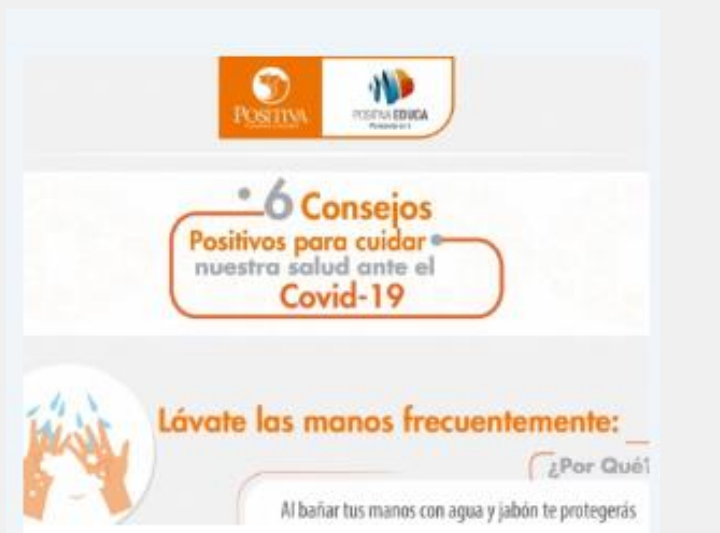 POSITIVA
POSITIVA EDUCA
6 Consejos
Positivos para cuidar
nuestra salud ante el
Covid-19
Lávate las manos frecuentemente:
¿Por Qué?
Al bañar tus manos con agua y jabón te protegerás